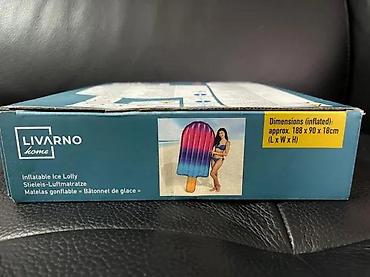 LIVARNO
home
Inflatable Ice Lolly
Stieleis-Luftmatratze
Matelas gonflable « Bâtonnet de glace »
Dimensions (inflated):
approx. 188 x 90 x 18cm
(L x W x H)